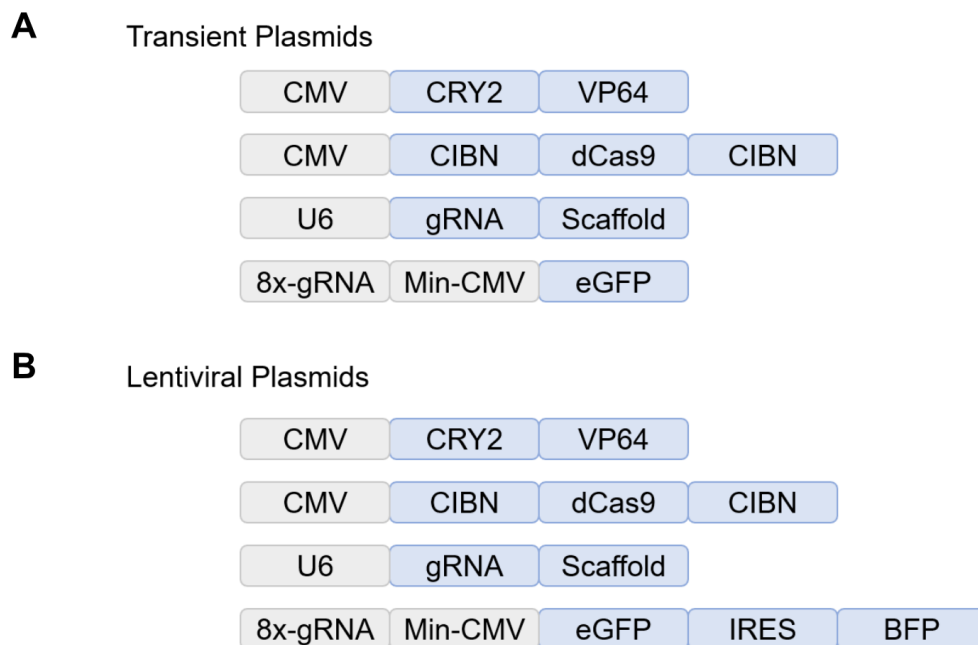 A
Transient Plasmids
CMV CRY2 VP64
CMV CIBN dCas9 CIBN
U6 gRNA Scaffold
8x-gRNA Min-CMV eGFP
B
Lentiviral Plasmids
CMV CRY2 VP64
CMV CIBN dCas9 CIBN
U6 gRNA Scaffold
8x-gRNA Min-CMV eGFP IRES BFP